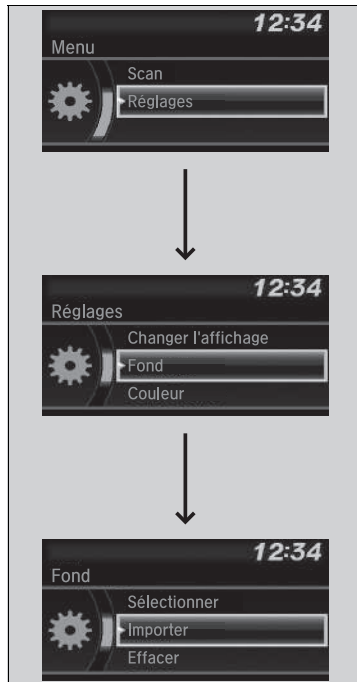 12:34
Menu
Scan
Réglages
12:34
Réglages
Changer l'affichage
Fond
Couleur
12:34
Fond
Sélectionner
Importer
Effacer